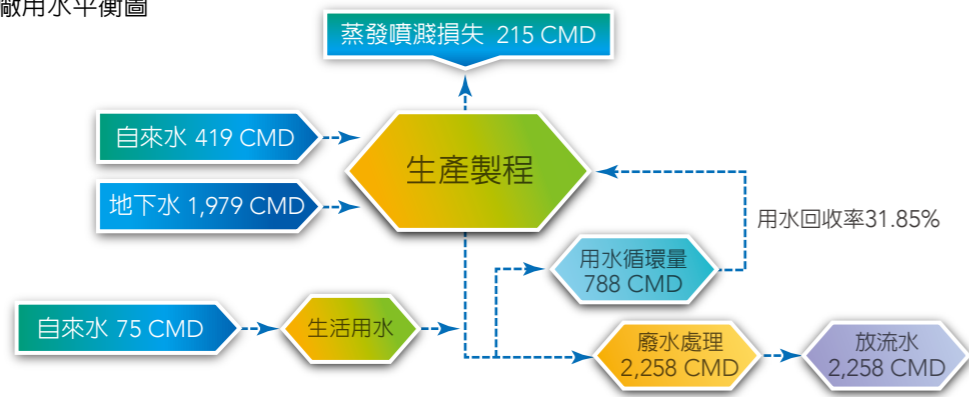 廠用水平衡圖
蒸發噴濺損失 215 CMD
自來水 419 CMD
生產製程
地下水 1,979 CMD
用水回收率31.85%
用水循環量
788 CMD
自來水 75 CMD
生活用水
廢水處理
2,258 CMD
放流水
2,258 CMD